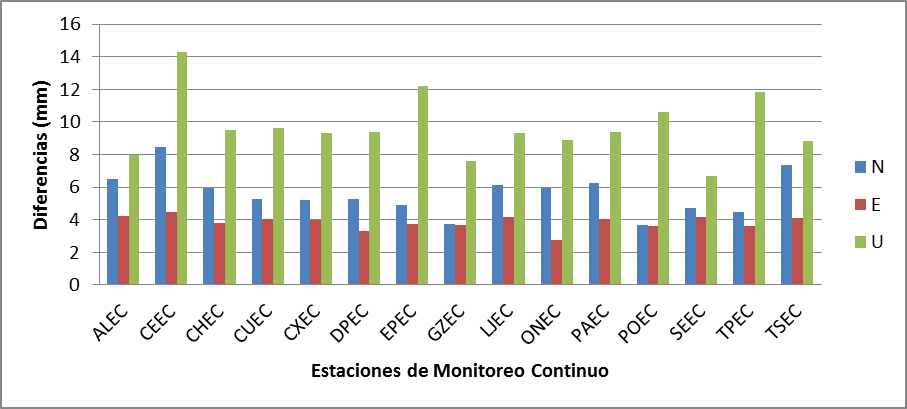 16
14
12
10
8
6
4
2
0
Diferencias (mm)
ALEC
CEEC
CHEC
CUEC
CXEC
DPEC
EPEC
GZEC
LJEC
ONEC
PAEC
POEC
SEEC
TPEC
TSEC
Estaciones de Monitoreo Continuo
N
E
U